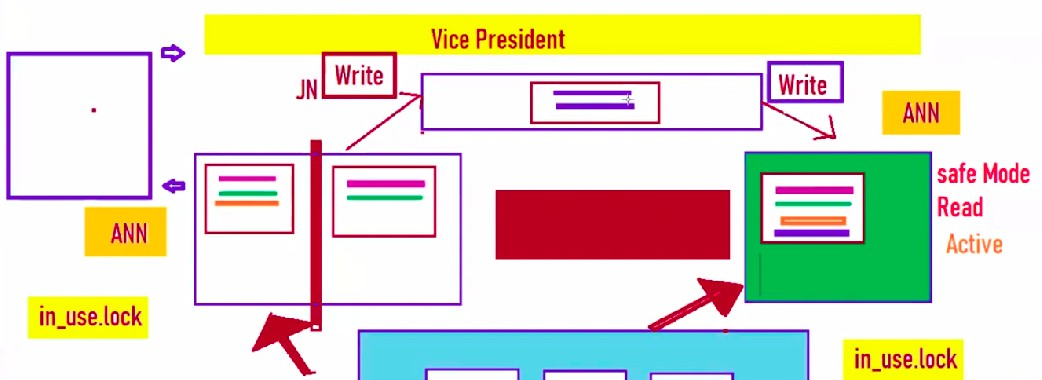 Vice President
JN
Write
Write
ANN
safe Mode
Read
Active
ANN
in_use.lock
in_use.lock